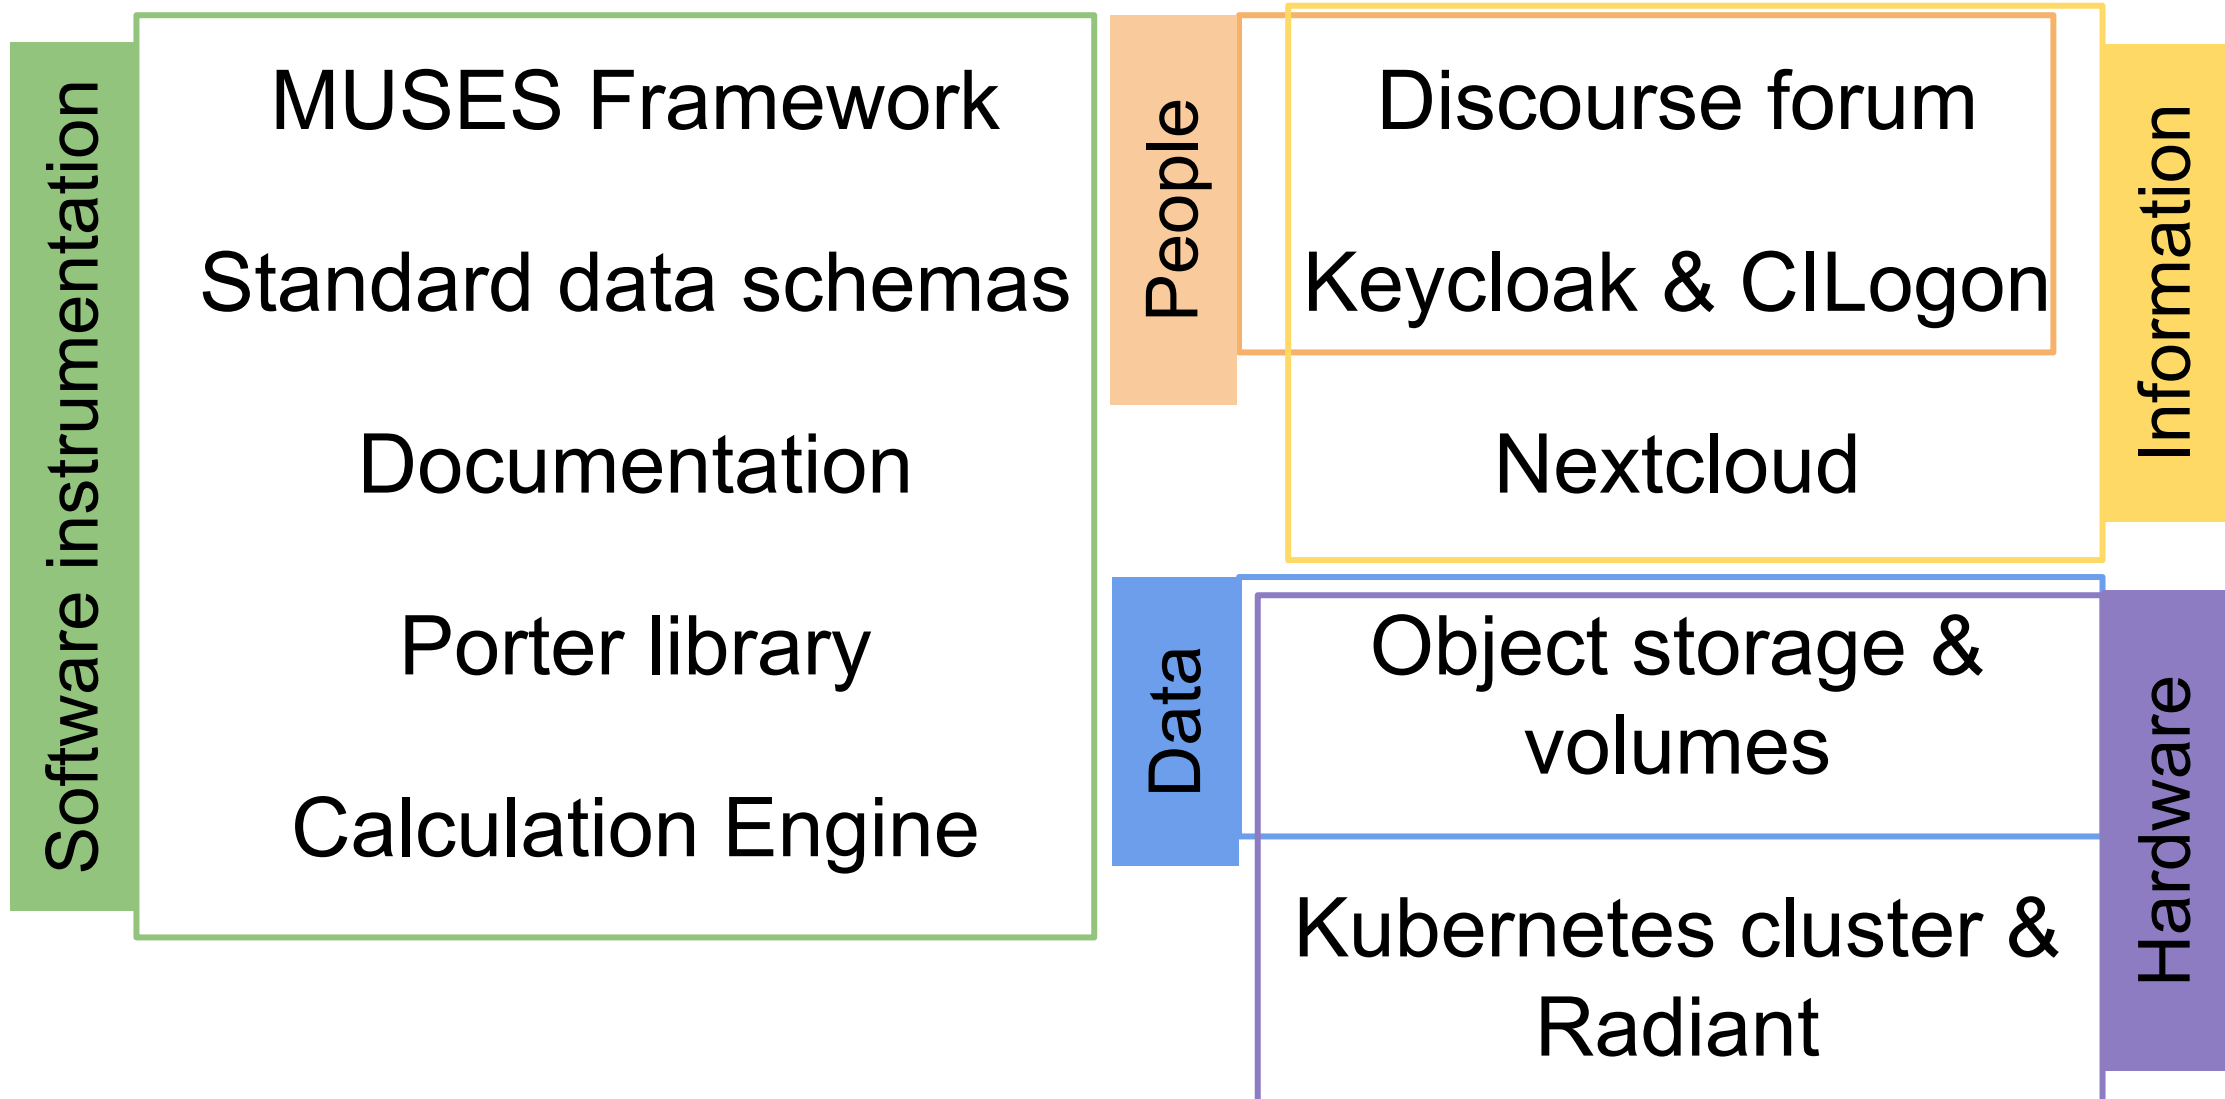 Software instrumentation
MUSES Framework
Standard data schemas
Documentation
Porter library
Calculation Engine
People
Discourse forum
Keycloak & CILogon
Nextcloud
Information
Data
Object storage &
volumes
Kubernetes cluster &
Radiant
Hardware